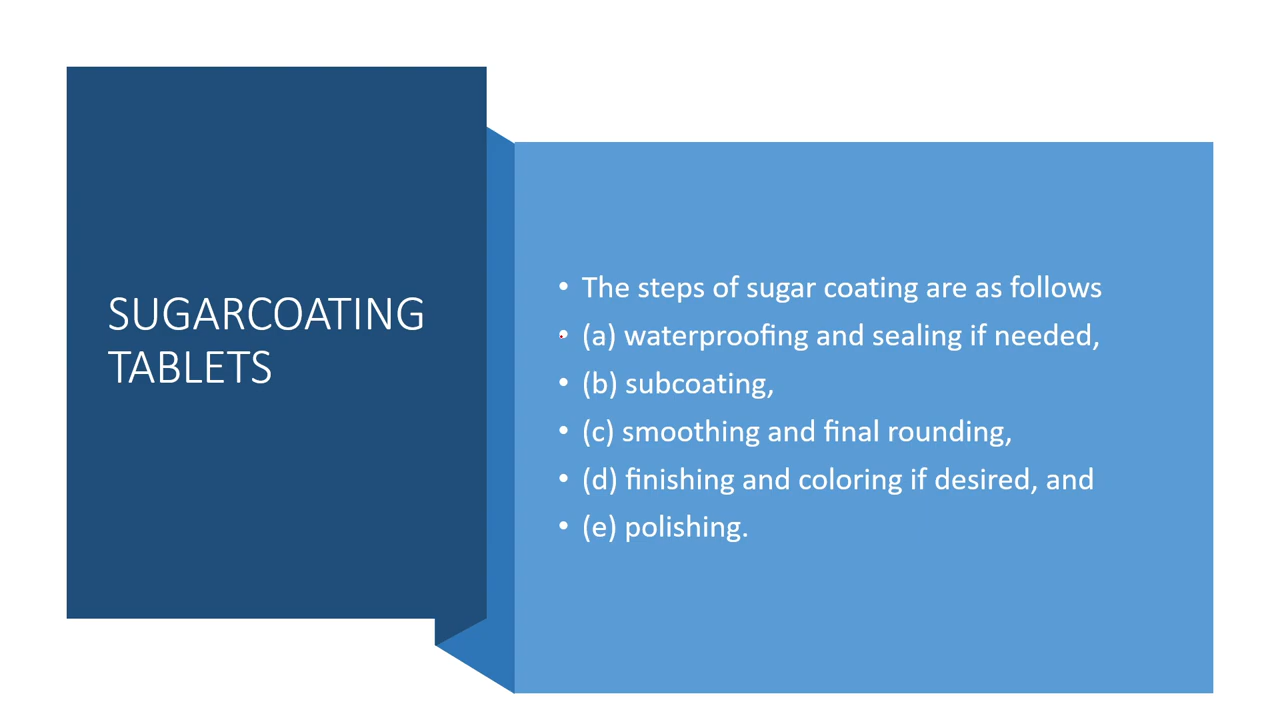 SUGARCOATING
TABLETS
• The steps of sugar coating are as follows
• (a) waterproofing and sealing if needed,
• (b) subcoating,
• (c) smoothing and final rounding,
• (d) finishing and coloring if desired, and
• (e) polishing.